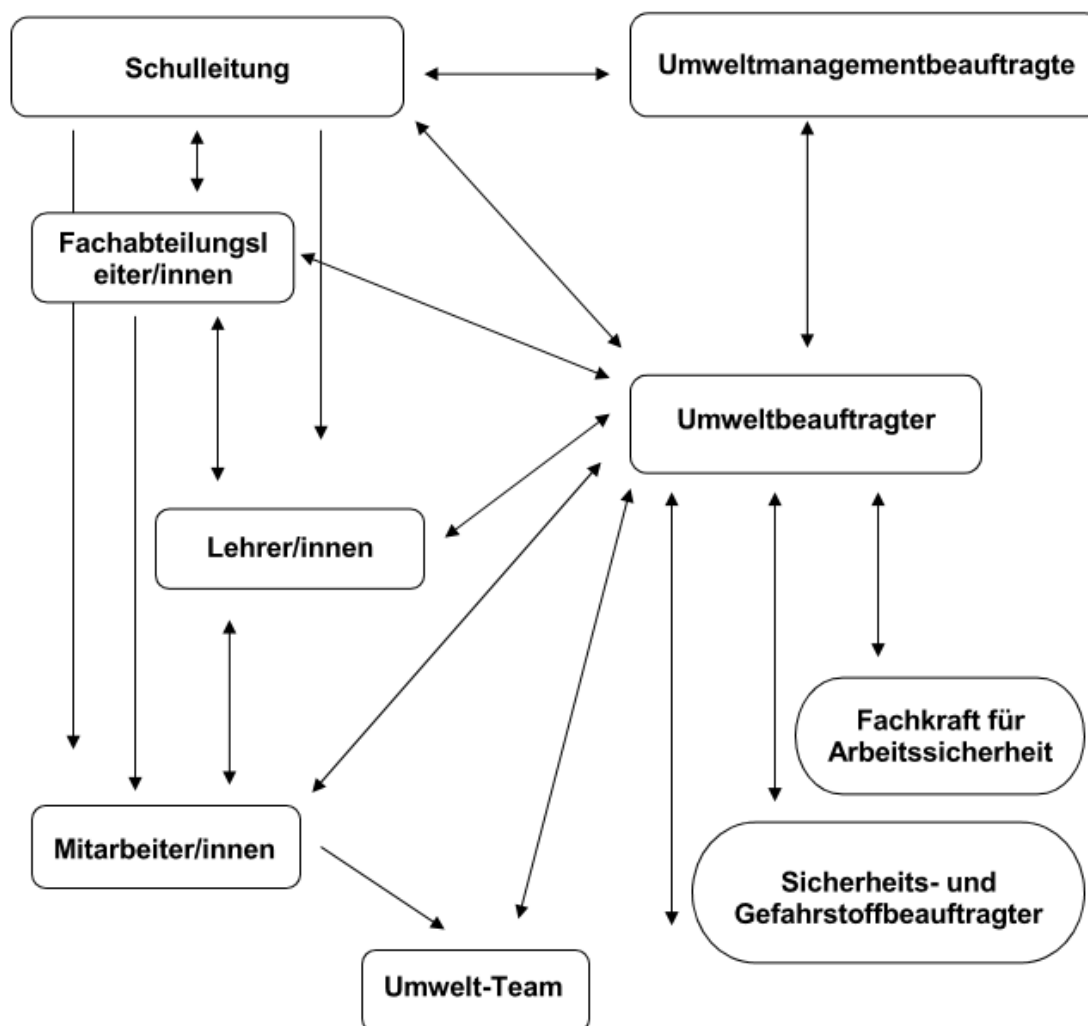 Schulleitung
Umweltmanagementbeauftragte
Fachabteilungsl
eiter/innen
Umweltbeauftragter
Lehrer/innen
Fachkraft für
Arbeitssicherheit
Mitarbeiter/innen
Sicherheits- und
Gefahrstoffbeauftragter
Umwelt-Team